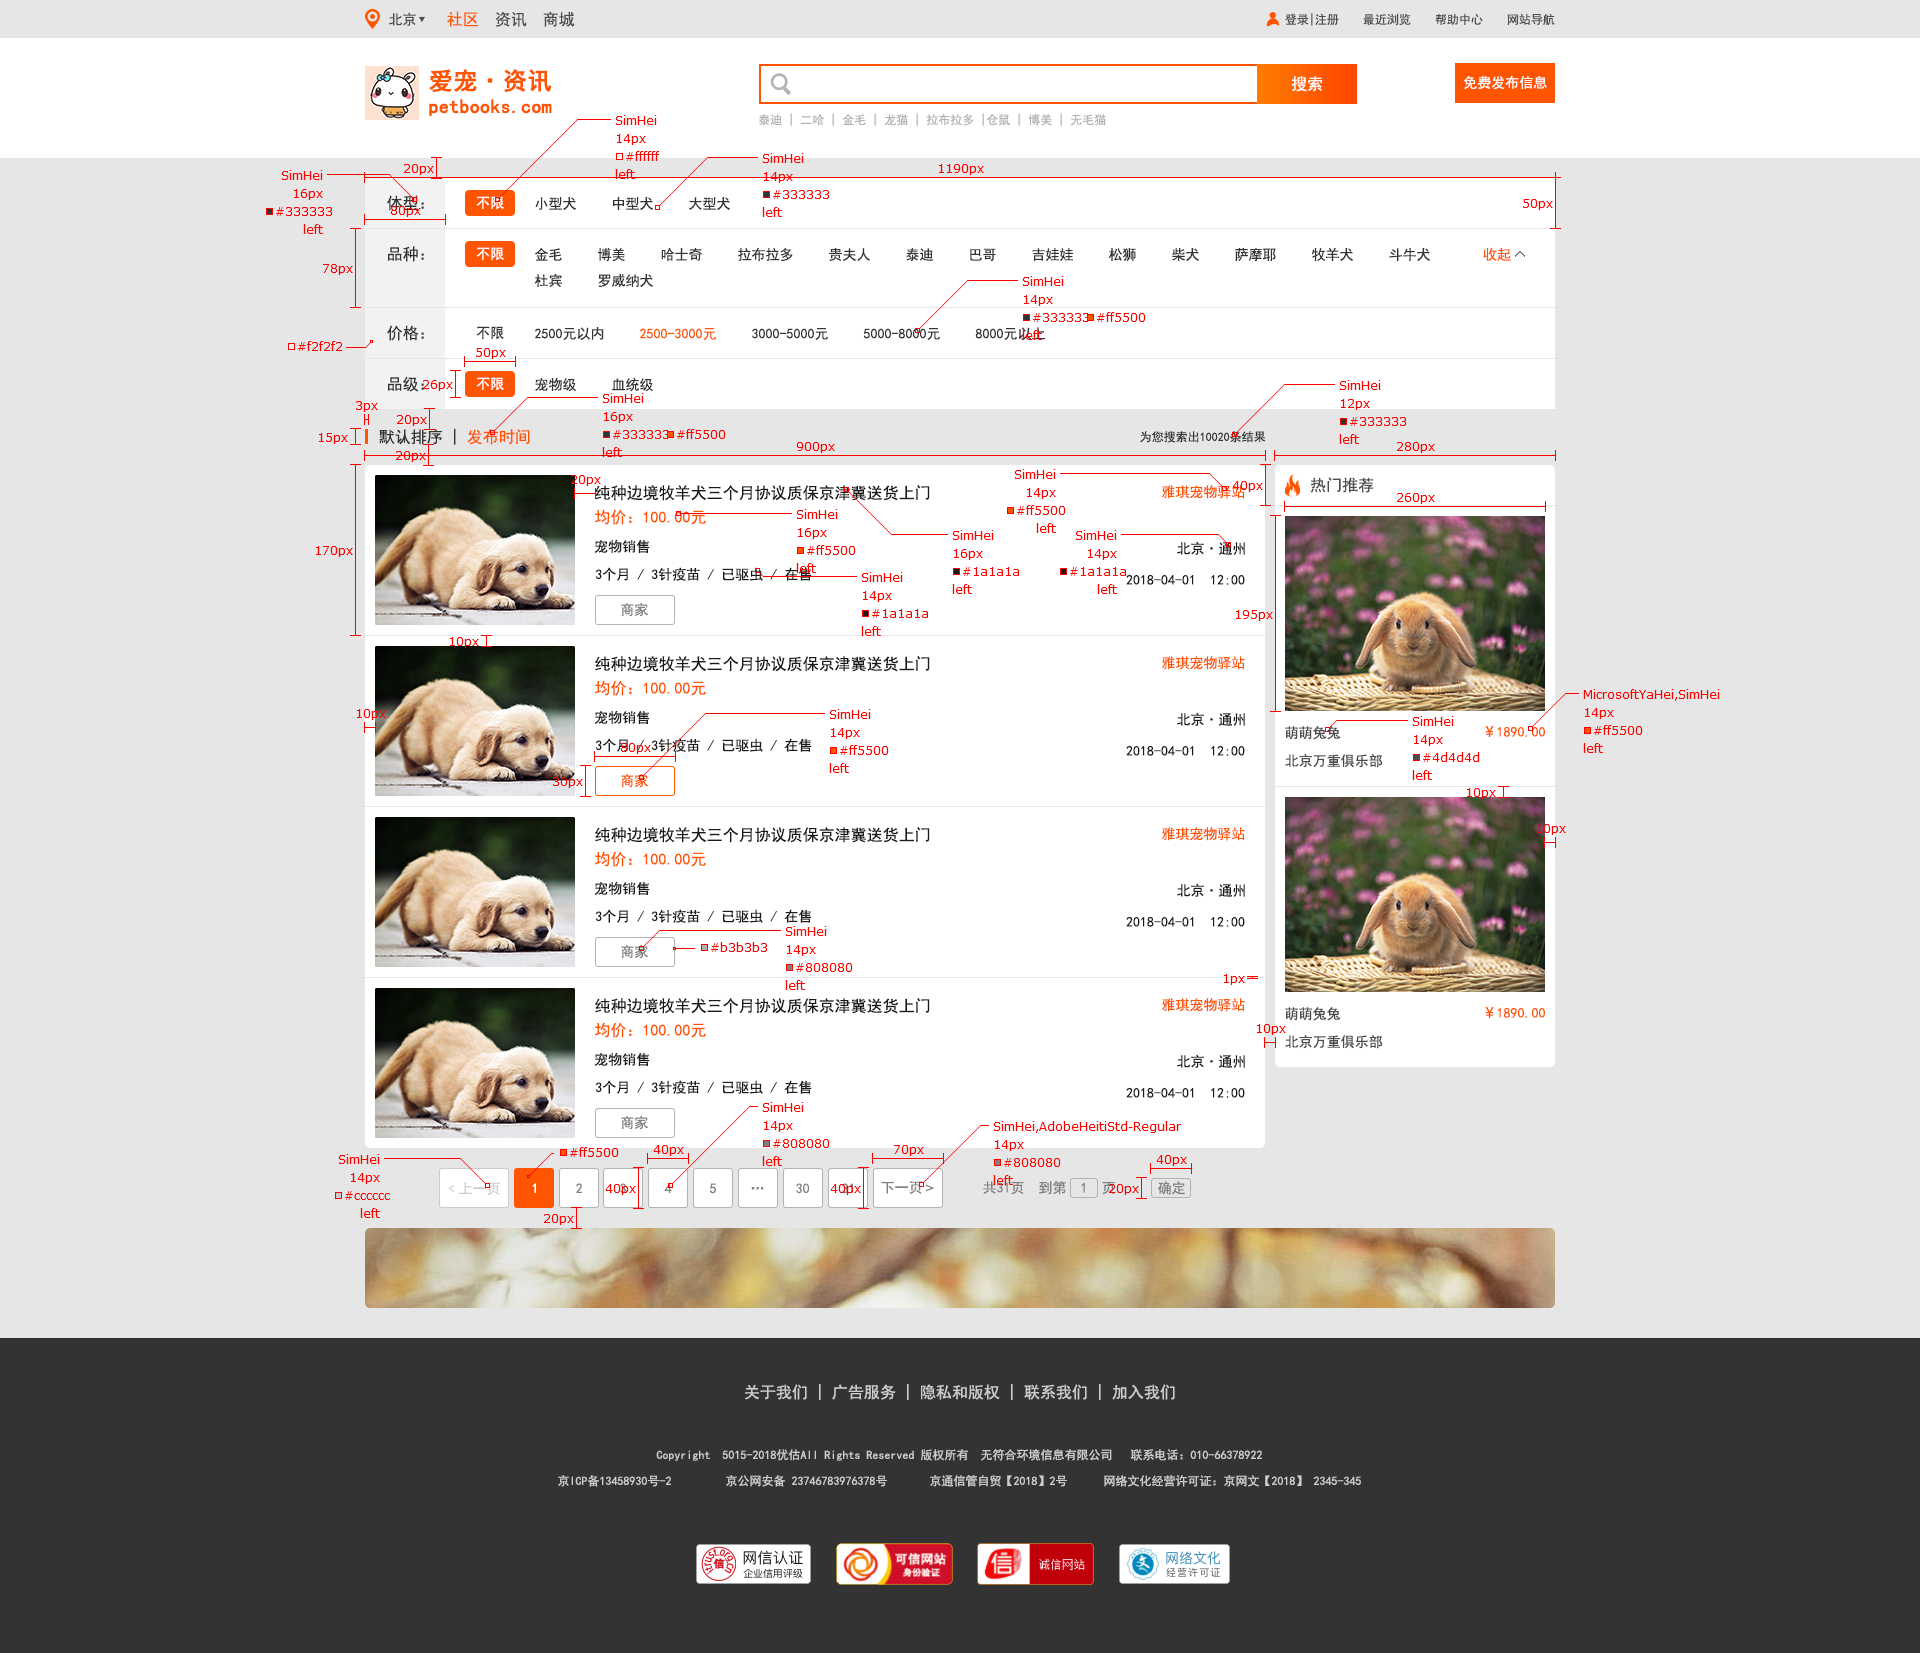 北京
社区 资讯 商城
登录|注册 最近浏览 帮助中心 网站导航
爱宠·资讯
petbooks.com
搜索
免费发布信息
泰迪 | 二哈 | 金毛 | 龙猫 | 拉布拉多 |仓鼠 | 博美 | 无毛猫
SimHei
14px
#ffffff
left
SimHei
14px
#333333
left
20px
1190px
SimHei
16px
#333333
left
80px
50px
体型: 不限 小型犬 中型犬 大型犬
品种: 不限 金毛 博美 哈士奇 拉布拉多 贵夫人 泰迪 巴哥 吉娃娃 松狮 柴犬 萨摩耶 牧羊犬 斗牛犬 收起
杜宾 罗威纳犬
78px
SimHei
14px
#333333 #ff5500
left
价格: 不限 2500元以内 2500-3000元 3000-5000元 5000-8000元 8000元以上
#f2f2f2
50px
26px
品级: 不限 宠物级 血统级
SimHei
16px
#333333 #ff5500
left
SimHei
12px
#333333
left
3px
20px
15px
20px
默认排序 | 发布时间
为您搜索出10020条结果
900px
280px
20px
纯种边境牧羊犬三个月协议质保京津冀送货上门
雅琪宠物驿站
均价: 100.00元
宠物销售
北京·通州
3个月 / 3针疫苗 / 已驱虫 / 在售
2018-04-01 12:00
商家
170px
SimHei
16px
#ff5500
left
SimHei
14px
#1a1a1a
left
SimHei
16px
#1a1a1a
left
SimHei
14px
#ff5500
left
SimHei
14px
#1a1a1a
left
40px
热门推荐
260px
195px
萌萌兔兔 ¥1890.00
北京万重俱乐部
SimHei
14px
#4d4d4d
left
MicrosoftYaHei,SimHei
14px
#ff5500
left
10px
10px
纯种边境牧羊犬三个月协议质保京津冀送货上门
雅琪宠物驿站
均价: 100.00元
宠物销售
北京·通州
3个月 / 3针疫苗 / 已驱虫 / 在售
2018-04-01 12:00
商家
80px
30px
SimHei
14px
#ff5500
left
10px
10px
纯种边境牧羊犬三个月协议质保京津冀送货上门
雅琪宠物驿站
均价: 100.00元
宠物销售
北京·通州
3个月 / 3针疫苗 / 已驱虫 / 在售
2018-04-01 12:00
商家
#b3b3b3
SimHei
14px
#808080
left
1px
10px
萌萌兔兔 ¥1890.00
北京万重俱乐部
纯种边境牧羊犬三个月协议质保京津冀送货上门
雅琪宠物驿站
均价: 100.00元
宠物销售
北京·通州
3个月 / 3针疫苗 / 已驱虫 / 在售
2018-04-01 12:00
商家
SimHei
14px
#808080
left
SimHei,AdobeHeitiStd-Regular
14px
#808080
left
#ff5500
40px
70px
40px
SimHei
14px
#cccccc
left
< 上一页 1 2 3 4 5 ··· 30 31 下一页 > 共31页 到第 1 页 确定
40px
40px
20px
20px
关于我们 | 广告服务 | 隐私和版权 | 联系我们 | 加入我们
Copyright 5015-2018优估All Rights Reserved 版权所有 无符合环境信息有限公司 联系电话: 010-66378922
京ICP备13458930号-2 京公网安备 23746783976378号 京通信管自贸【2018】2号 网络文化经营许可证: 京网文【2018】 2345-345
网信认证
企业信用评级
可信网站
身份验证
诚信网站
网络文化
经营许可证